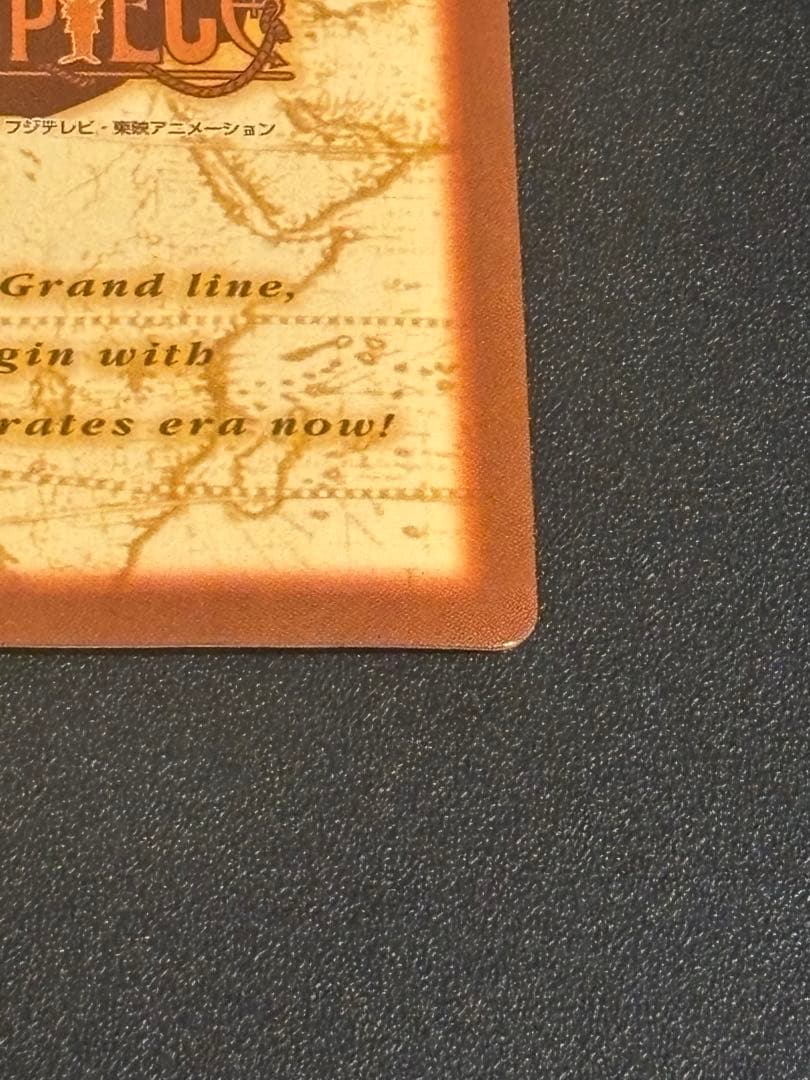 PIECE
フジテレビ・東映アニメーション
Grand line,
gin with
rates era now!